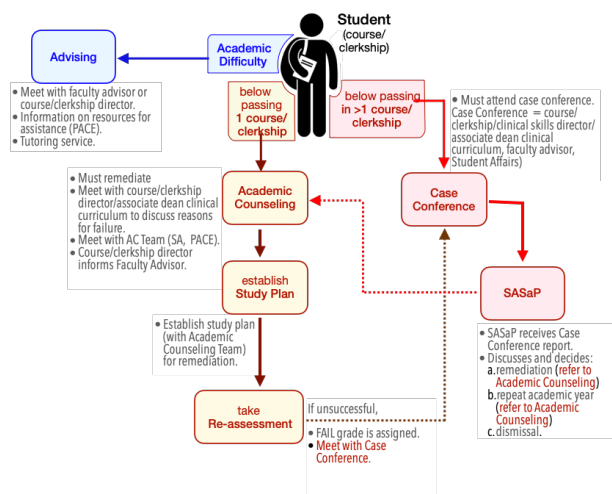 Student
(course/
clerkship)
Academic
Difficulty
Advising
• Meet with faculty advisor or
course/clerkship director.
• Information on resources for
assistance (PACE).
• Tutoring service.
below
passing
1 course/
clerkship)
below passing
in >1 course/
clerkship
• Must attend case conference.
Case Conference = course/
clerkship/clinical skills director/
associate dean clinical
curriculum, faculty advisor,
Student Affairs)
• Must remediate
• Meet with course/clerkship
director/associate dean clinical
curriculum to discuss reasons
for failure.
• Meet with AC Team (SA, PACE).
• Course/clerkship director
informs Faculty Advisor.
Academic
Counseling
Case
Conference
establish
Study Plan
SASaP
• Establish study plan
(with Academic
Counseling Team)
for remediation.
• SASaP receives Case
Conference report.
• Discusses and decides:
a.remediation (refer to
Academic Counseling)
b.repeat academic year
(refer to Academic
Counseling)
c.dismissal.
take
Re-assessment
If unsuccessful,
• FAIL grade is assigned.
• Meet with Case
Conference.